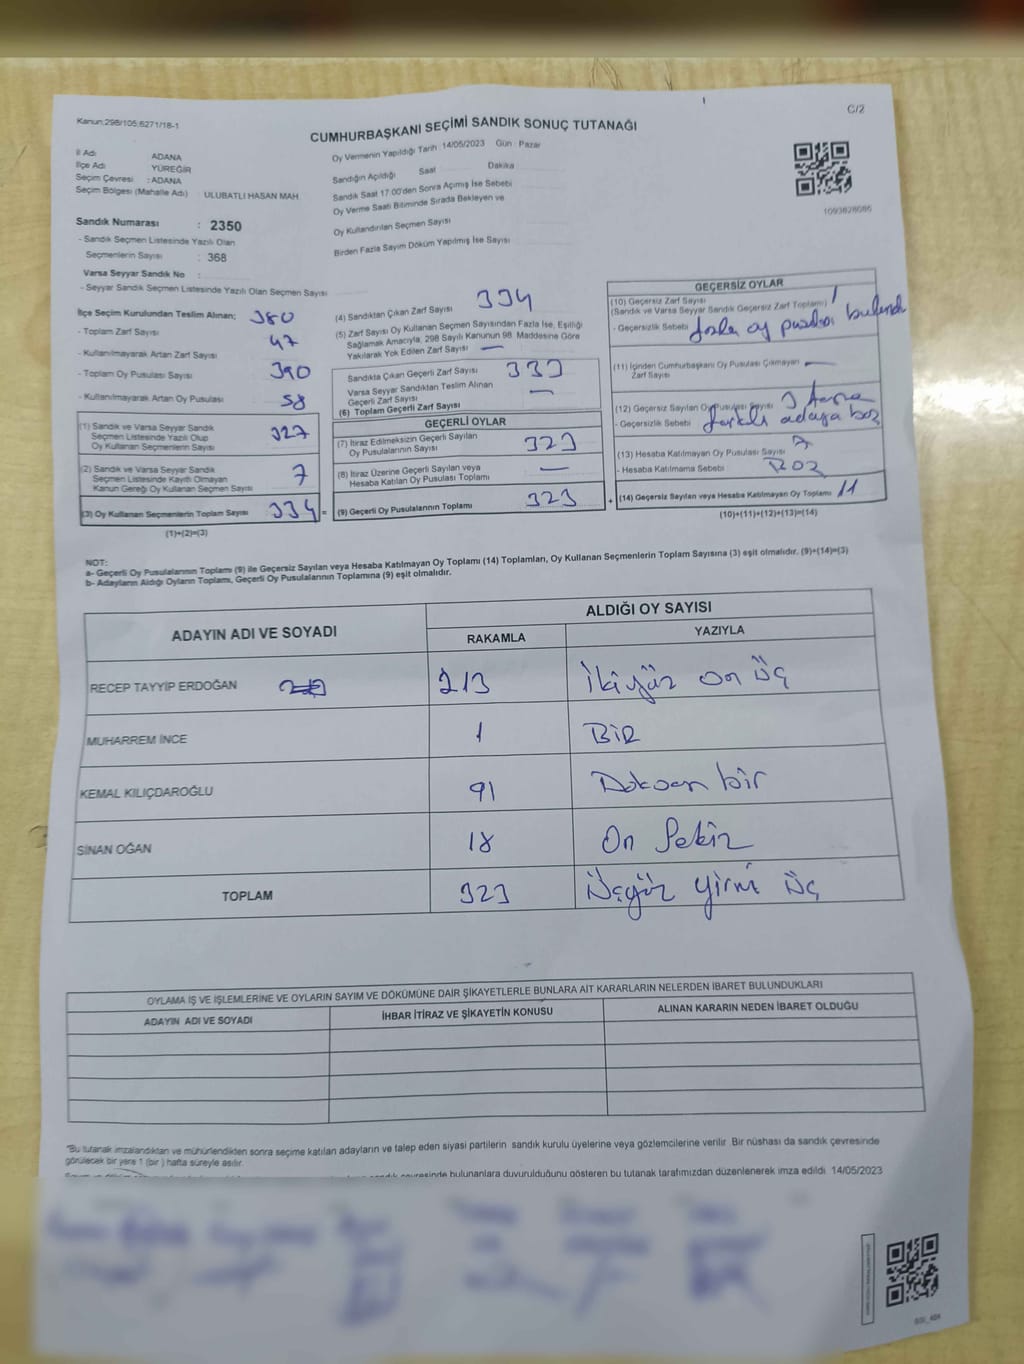 Kanun:298/105;6271/18-1
C/2
CUMHURBAŞKANI SEÇİMİ SANDIK SONUÇ TUTANAĞI
İl Adı ADANA
İlçe Adı YÜREĞİR
Seçim Çevresi : ADANA
Seçim Bölgesi (Mahalle Adı) ULUBATLI HASAN MAH.
Sandık Numarası : 2350
- Sandık Seçmen Listesinde Yazılı Olan
Seçmenlerin Sayısı : 368
Varsa Seyyar Sandık No :
- Seyyar Sandık Seçmen Listesinde Yazılı Olan Seçmen Sayısı
Oy Vermenin Yapıldığı Tarih 14/05/2023 Gün : Pazar
Sandığın Açıldığı Saat Dakika
Sandık Saat 17:00'den Sonra Açımış İse Sebebi
Oy Verme Saati Bitiminde Sırada Bekleyen ve
Oy Kullandırılan Seçmen Sayısı
Birden Fazla Sayım Döküm Yapılmış İse Sayısı
1093828086
İlçe Seçim Kurulundan Teslim Alınan;
- Toplam Zarf Sayısı 380
- Kullanılmayarak Artan Zarf Sayısı 47
- Toplam Oy Pusulası Sayısı 390
- Kullanılmayarak Artan Oy Pusulası 58
(1) Sandık ve Varsa Seyyar Sandık
Seçmen Listesinde Yazılı Olup
Oy Kullanan Seçmenlerin Sayısı 327
(2) Sandık ve Varsa Seyyar Sandık
Seçmen Listesinde Kayıtlı Olmayan
Kanun Gereği Oy Kullanan Seçmen Sayısı 7
(3) Oy Kullanan Seçmenlerin Toplam Sayısı 334 =
(1)+(2)=(3)
(4) Sandıktan Çıkan Zarf Sayısı 334
(5) Zarf Sayısı Oy Kullanan Seçmen Sayısından Fazla İse, Eşitliği
Sağlamak Amacıyla, 298 Sayılı Kanunun 98. Maddesine Göre
Yakılarak Yok Edilen Zarf Sayısı —
Sandıkta Çıkan Geçerli Zarf Sayısı 333
Varsa Seyyar Sandıktan Teslim Alınan
Geçerli Zarf Sayısı —
(6) Toplam Geçerli Zarf Sayısı
GEÇERLİ OYLAR
(7) İtiraz Edilmeksizin Geçerli Sayılan
Oy Pusulalarının Sayısı 323
(8) İtiraz Üzerine Geçerli Sayılan veya
Hesaba Katılan Oy Pusulası Toplamı —
(9) Geçerli Oy Pusulalarının Toplamı 323 +
GEÇERSİZ OYLAR
(10) Geçersiz Zarf Sayısı
(Sandık ve Varsa Seyyar Sandık Geçersiz Zarf Toplamı) 1
- Geçersizlik Sebebi fazla oy pusulası bulundu
(11) İçinden Cumhurbaşkanı Oy Pusulası Çıkmayan
Zarf Sayısı —
(12) Geçersiz Sayılan Oy Pusulası Sayısı 3 tane
- Geçersizlik Sebebi farklı adaya
(13) Hesaba Katılmayan Oy Pusulası Sayısı 7
- Hesaba Katılmama Sebebi
(14) Geçersiz Sayılan veya Hesaba Katılmayan Oy Toplamı 11
(10)+(11)+(12)+(13)=(14)
NOT:
a- Geçerli Oy Pusulalarının Toplamı (9) ile Geçersiz Sayılan veya Hesaba Katılmayan Oy Toplamı (14) Toplamları, Oy Kullanan Seçmenlerin Toplam Sayısına (3) eşit olmalıdır. (9)+(14)=(3)
b- Adayların Aldığı Oyların Toplamı, Geçerli Oy Pusulalarının Toplamına (9) eşit olmalıdır.
ADAYIN ADI VE SOYADI ALDIĞI OY SAYISI
RAKAMLA YAZIYLA
RECEP TAYYİP ERDOĞAN 213 İkiyüz on üç
MUHARREM İNCE 1 BİR
KEMAL KILIÇDAROĞLU 91 Doksan bir
SİNAN OĞAN 18 On Sekiz
TOPLAM 323 Üçyüz yirmi üç
OYLAMA İŞ VE İŞLEMLERİNE VE OYLARIN SAYIM VE DÖKÜMÜNE DAİR ŞİKAYETLERLE BUNLARA AİT KARARLARIN NELERDEN İBARET BULUNDUKLARI
ADAYIN ADI VE SOYADI İHBAR İTİRAZ VE ŞİKAYETİN KONUSU ALINAN KARARIN NEDEN İBARET OLDUĞU
"Bu tutanak imzalandıktan ve mühürlendikten sonra seçime katılan adayların ve talep eden siyasi partilerin sandık kurulu üyelerine veya gözlemcilerine verilir. Bir nüshası da sandık çevresinde
görülecek bir yere 1 (bir ) hafta süreyle asılır.
sandık çevresinde bulunanlara duyurulduğunu gösteren bu tutanak tarafımızdan düzenlenerek imza edildi. 14/05/2023